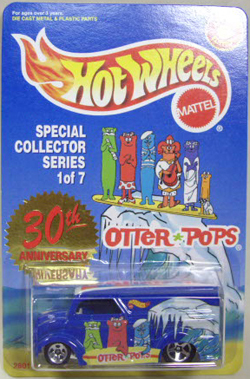 For ages 3 and over.
DIE CAST METAL & PLASTIC PARTS
Hot Wheels
MATTEL
SPECIAL
COLLECTOR
SERIES
1 of 7
30th
ANNIVERSARY
OTTER POPS
OTTER POPS